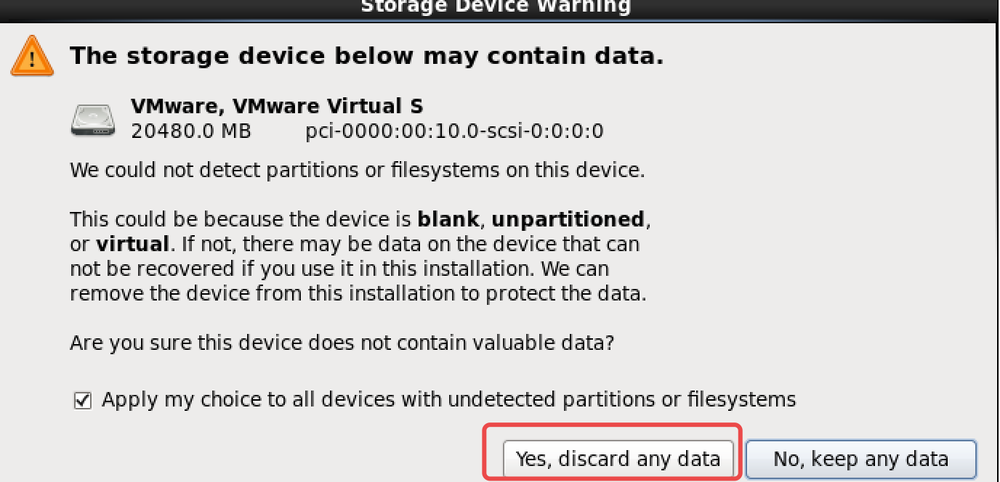 Storage Device Warning
The storage device below may contain data.
VMware, VMware Virtual S
20480.0 MB pci-0000:00:10.0-scsi-0:0:0:0
We could not detect partitions or filesystems on this device.
This could be because the device is blank, unpartitioned,
or virtual. If not, there may be data on the device that can
not be recovered if you use it in this installation. We can
remove the device from this installation to protect the data.
Are you sure this device does not contain valuable data?
Apply my choice to all devices with undetected partitions or filesystems
Yes, discard any data No, keep any data